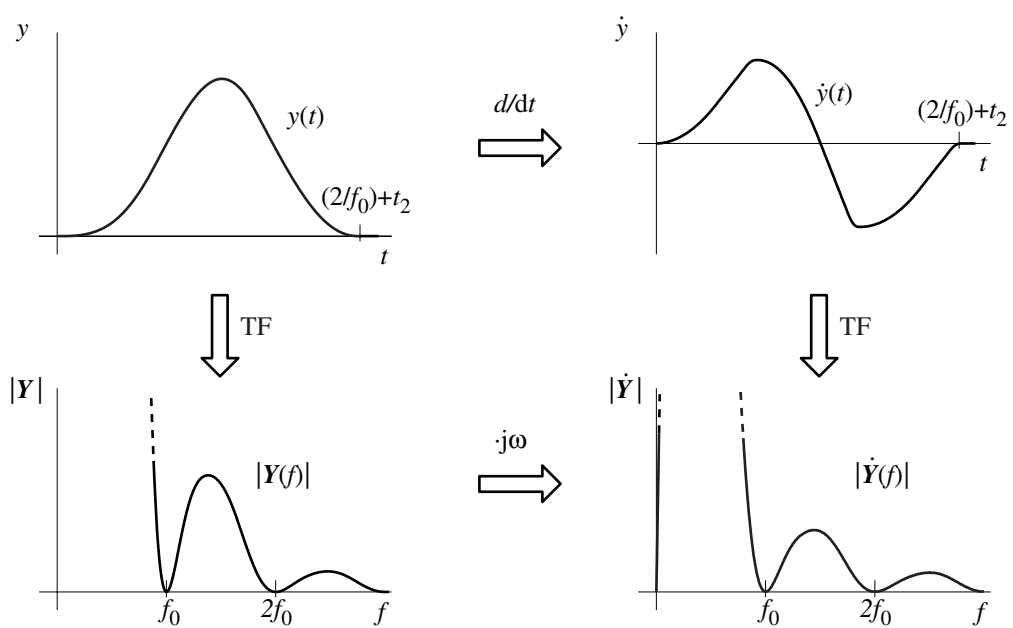 y
y(t)
(2/f₀)+t₂
t
d/dt
ẏ
ẏ(t)
(2/f₀)+t₂
t
TF
TF
|Y|
|Y(f)|
f₀
2f₀
f
·jω
|Ẏ|
|Ẏ(f)|
f₀
2f₀
f